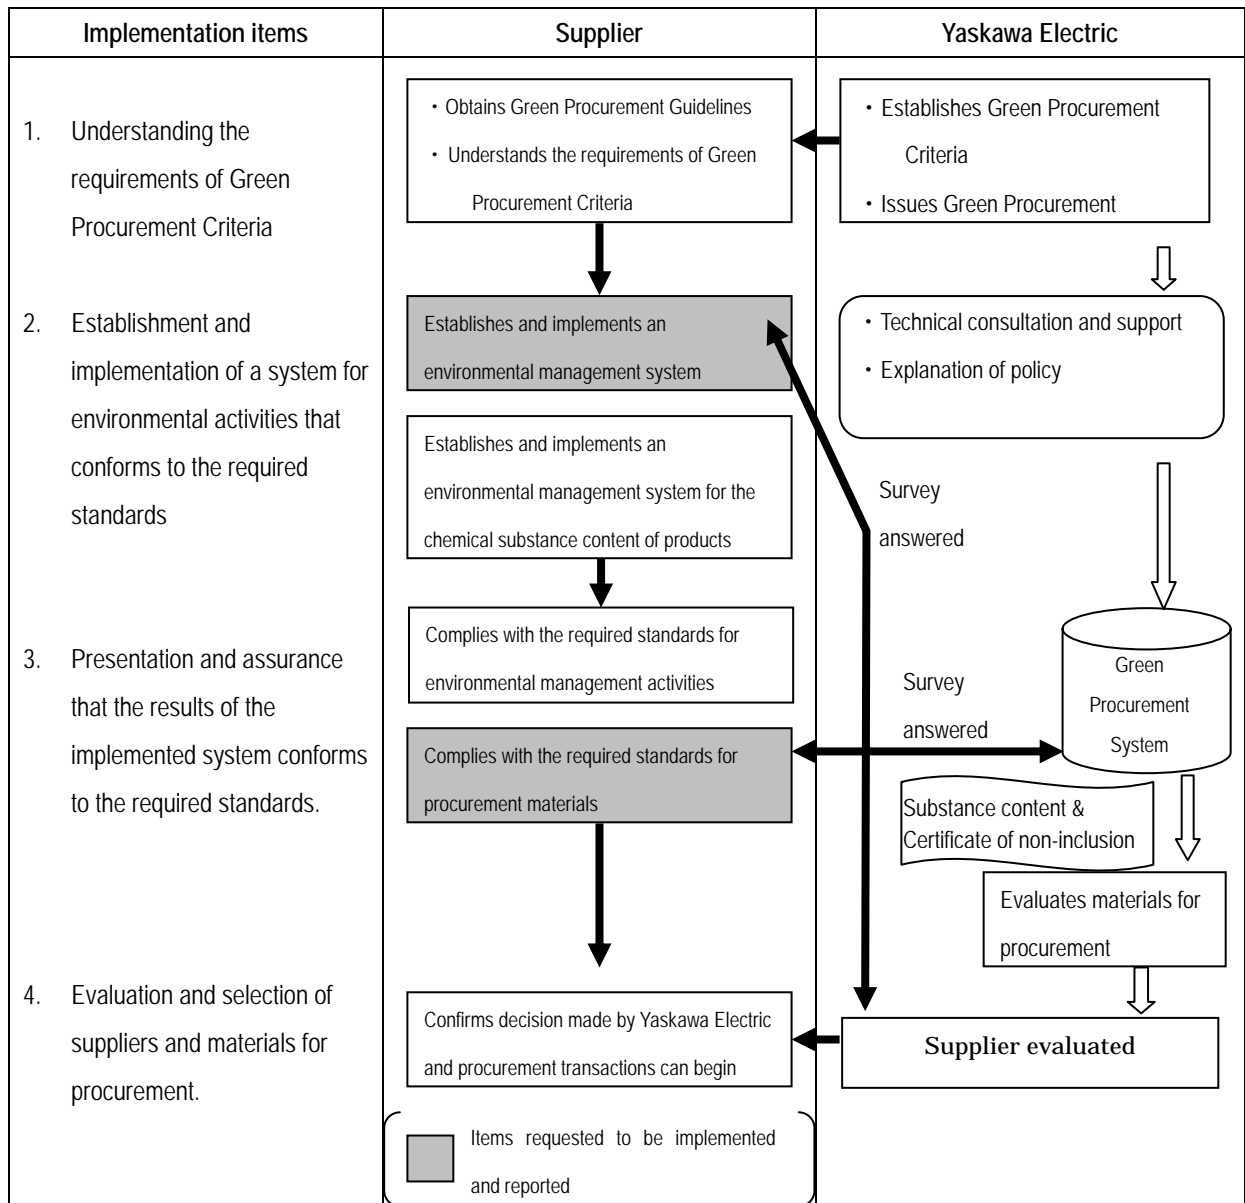 Implementation items
Supplier
Yaskawa Electric
1. Understanding the
requirements of Green
Procurement Criteria
・Obtains Green Procurement Guidelines
・Understands the requirements of Green
Procurement Criteria
・Establishes Green Procurement
Criteria
・Issues Green Procurement
2. Establishment and
implementation of a system for
environmental activities that
conforms to the required
standards
Establishes and implements an
environmental management system
・Technical consultation and support
・Explanation of policy
Establishes and implements an
environmental management system for the
chemical substance content of products
Survey
answered
3. Presentation and assurance
that the results of the
implemented system conforms
to the required standards.
Complies with the required standards for
environmental management activities
Survey
answered
Green
Procurement
System
Complies with the required standards for
procurement materials
Substance content &
Certificate of non-inclusion
Evaluates materials for
procurement
4. Evaluation and selection of
suppliers and materials for
procurement.
Confirms decision made by Yaskawa Electric
and procurement transactions can begin
Supplier evaluated
Items requested to be implemented
and reported